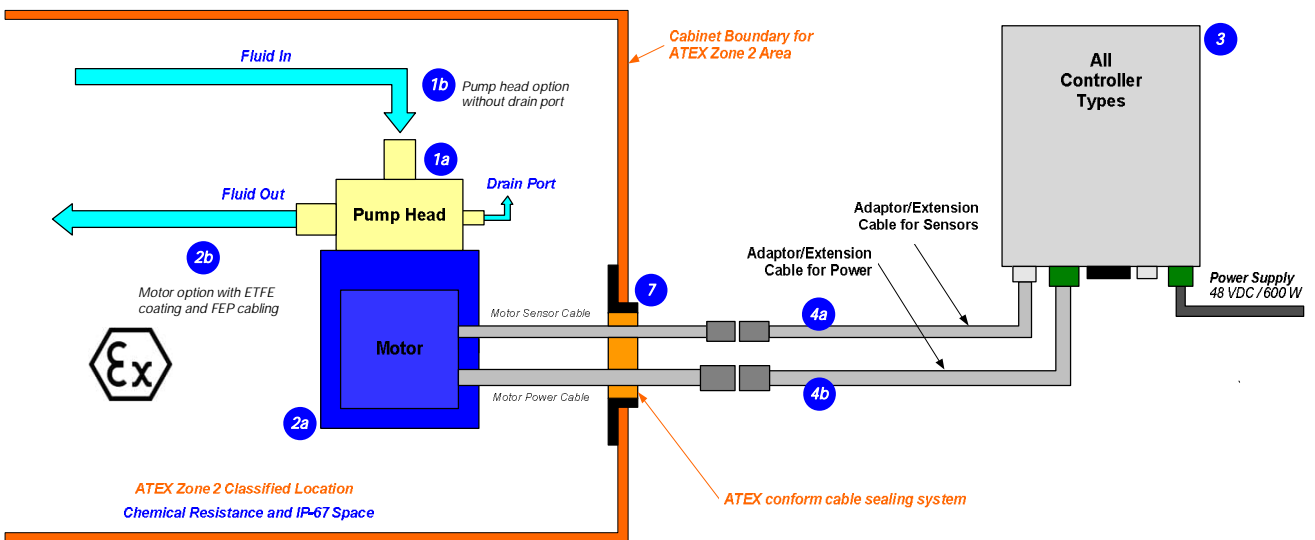 Fluid In
1b
Pump head option
without drain port
Cabinet Boundary for
ATEX Zone 2 Area
All
Controller
Types
3
1a
Drain Port
Fluid Out
Pump Head
2b
Motor option with ETFE
coating and FEP cabling
Adaptor/Extension
Cable for Sensors
Adaptor/Extension
Cable for Power
Power Supply
48 VDC / 600 W
7
Motor Sensor Cable
4a
Motor
Ex
Motor Power Cable
4b
2a
ATEX Zone 2 Classified Location
Chemical Resistance and IP-67 Space
ATEX conform cable sealing system